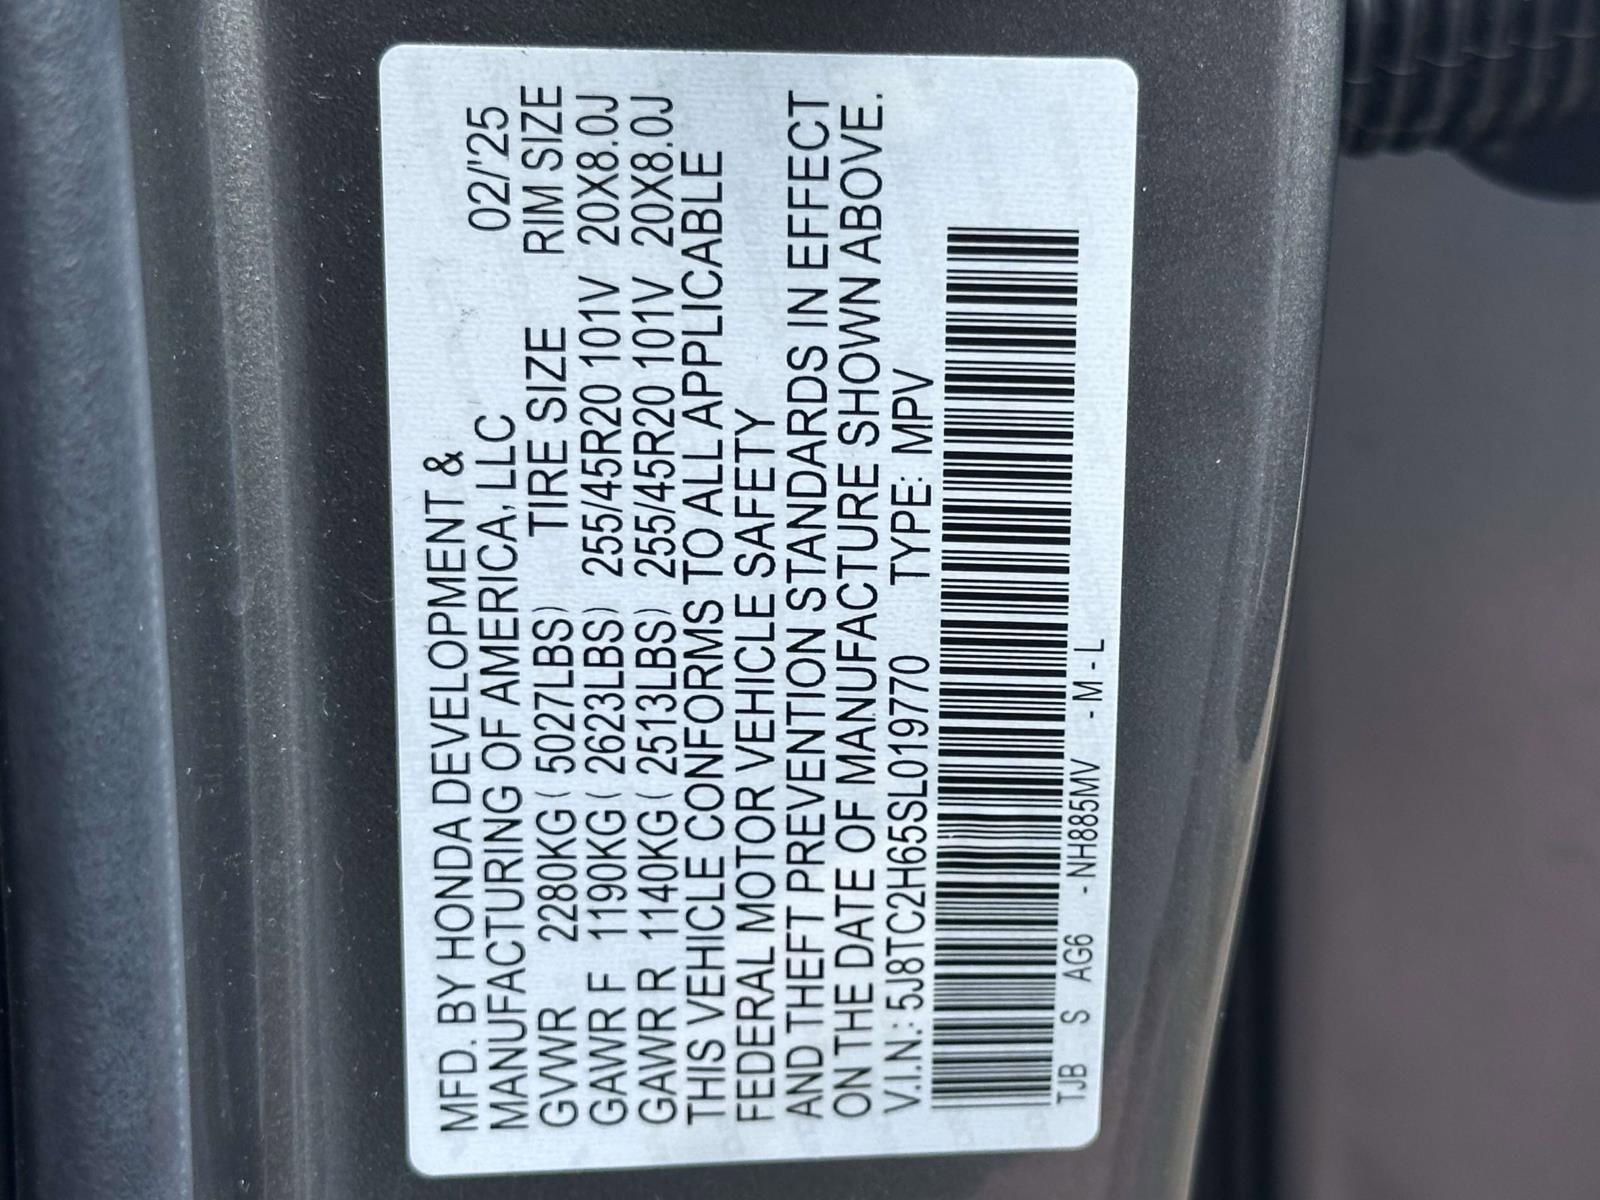 MFD. BY HONDA DEVELOPMENT &
MANUFACTURING OF AMERICA, LLC 02/'25
GVWR 2280KG ( 5027LBS) TIRE SIZE RIM SIZE
GAWR F 1190KG ( 2623LBS) 255/45R20 101V 20X8.0J
GAWR R 1140KG ( 2513LBS) 255/45R20 101V 20X8.0J
THIS VEHICLE CONFORMS TO ALL APPLICABLE
FEDERAL MOTOR VEHICLE SAFETY
AND THEFT PREVENTION STANDARDS IN EFFECT
ON THE DATE OF MANUFACTURE SHOWN ABOVE.
V.I.N.: 5J8TC2H65SL019770 TYPE: MPV
TJB S AG6 -NH885MV -M-L